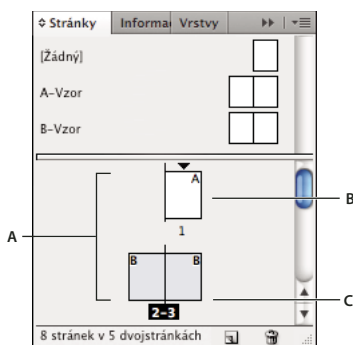 Stránky Informa Vrstvy
[Žádný]
A-Vzor
B-Vzor
A
B
1
A
B B
C
2-3
8 stránek v 5 dvojstránkách